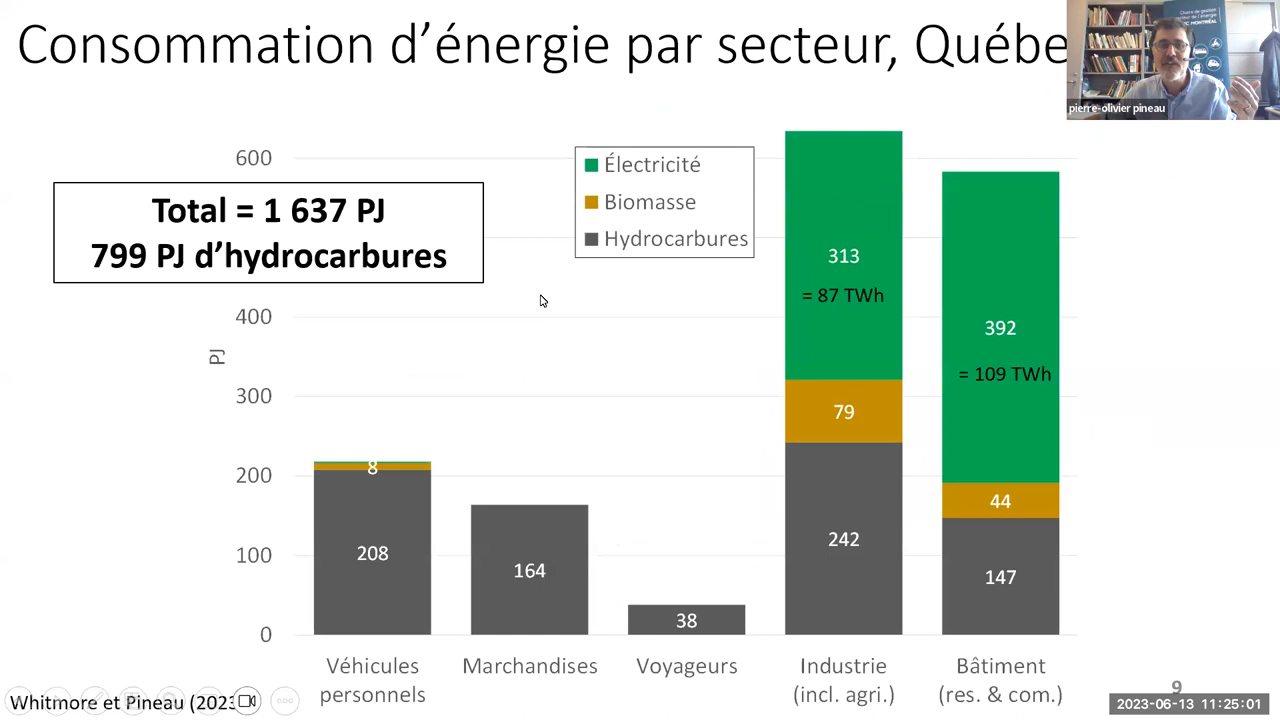 Consommation d'énergie par secteur, Québe
pierre-olivier pineau
Total = 1 637 PJ
799 PJ d'hydrocarbures
Électricité
Biomasse
Hydrocarbures
PJ
600
400
300
200
100
0
8
208
164
38
313
= 87 TWh
79
242
392
= 109 TWh
44
147
Véhicules
personnels
Marchandises
Voyageurs
Industrie
(incl. agri.)
Bâtiment
(res. & com.)
Whitmore et Pineau (2023
9
2023-06-13 11:25:01